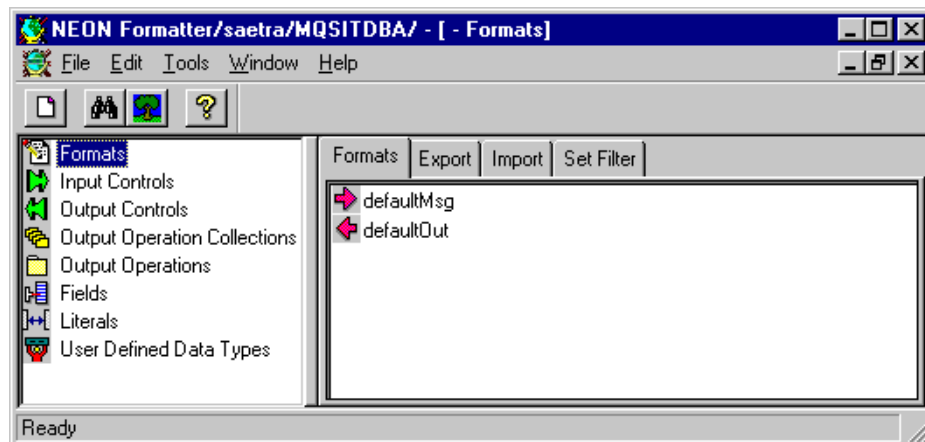 NEON Formatter/saetra/MQSITDBA/ - [ - Formats]
File Edit Tools Window Help
Formats
Input Controls
Output Controls
Output Operation Collections
Output Operations
Fields
Literals
User Defined Data Types
Formats Export Import Set Filter
defaultMsg
defaultOut
Ready